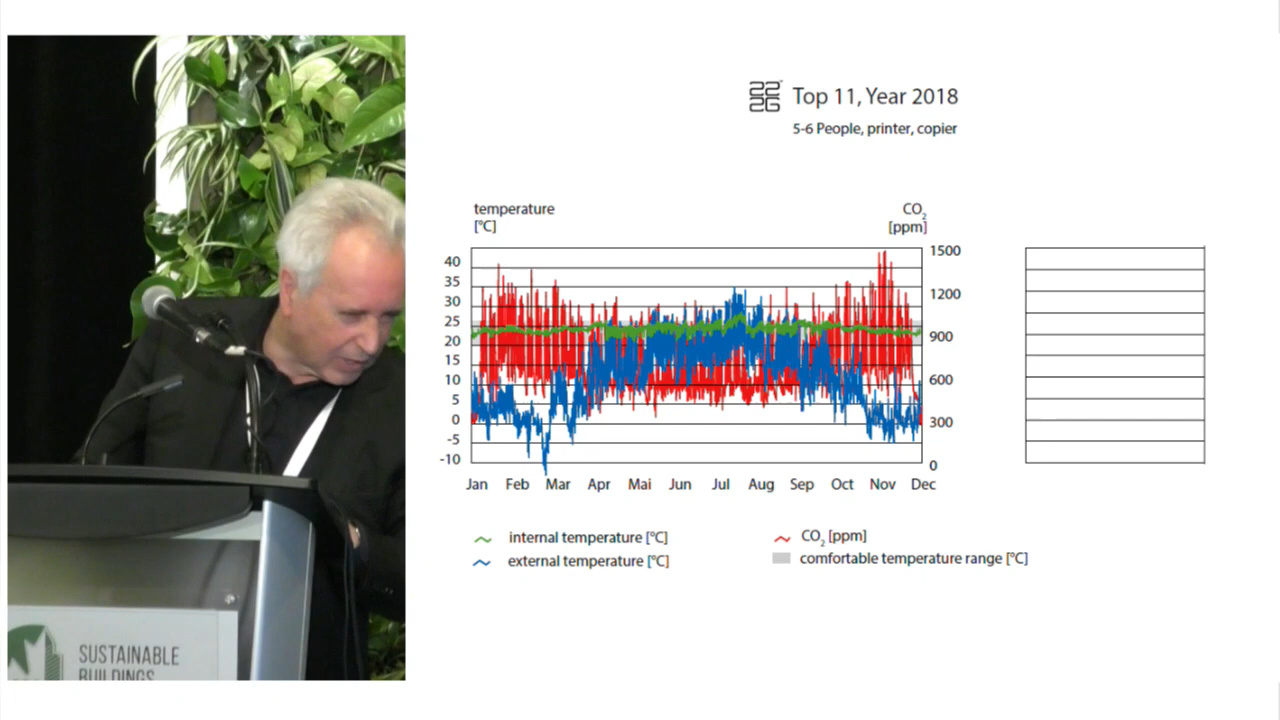 22
26
Top 11, Year 2018
5-6 People, printer, copier
temperature
[°C]
CO2
[ppm]
40
35
30
25
20
15
10
5
0
-5
-10
1500
1200
900
600
300
0
Jan Feb Mar Apr Mai Jun Jul Aug Sep Oct Nov Dec
internal temperature [°C]
external temperature [°C]
CO2 [ppm]
comfortable temperature range [°C]
SUSTAINABLE
BUILDINGS